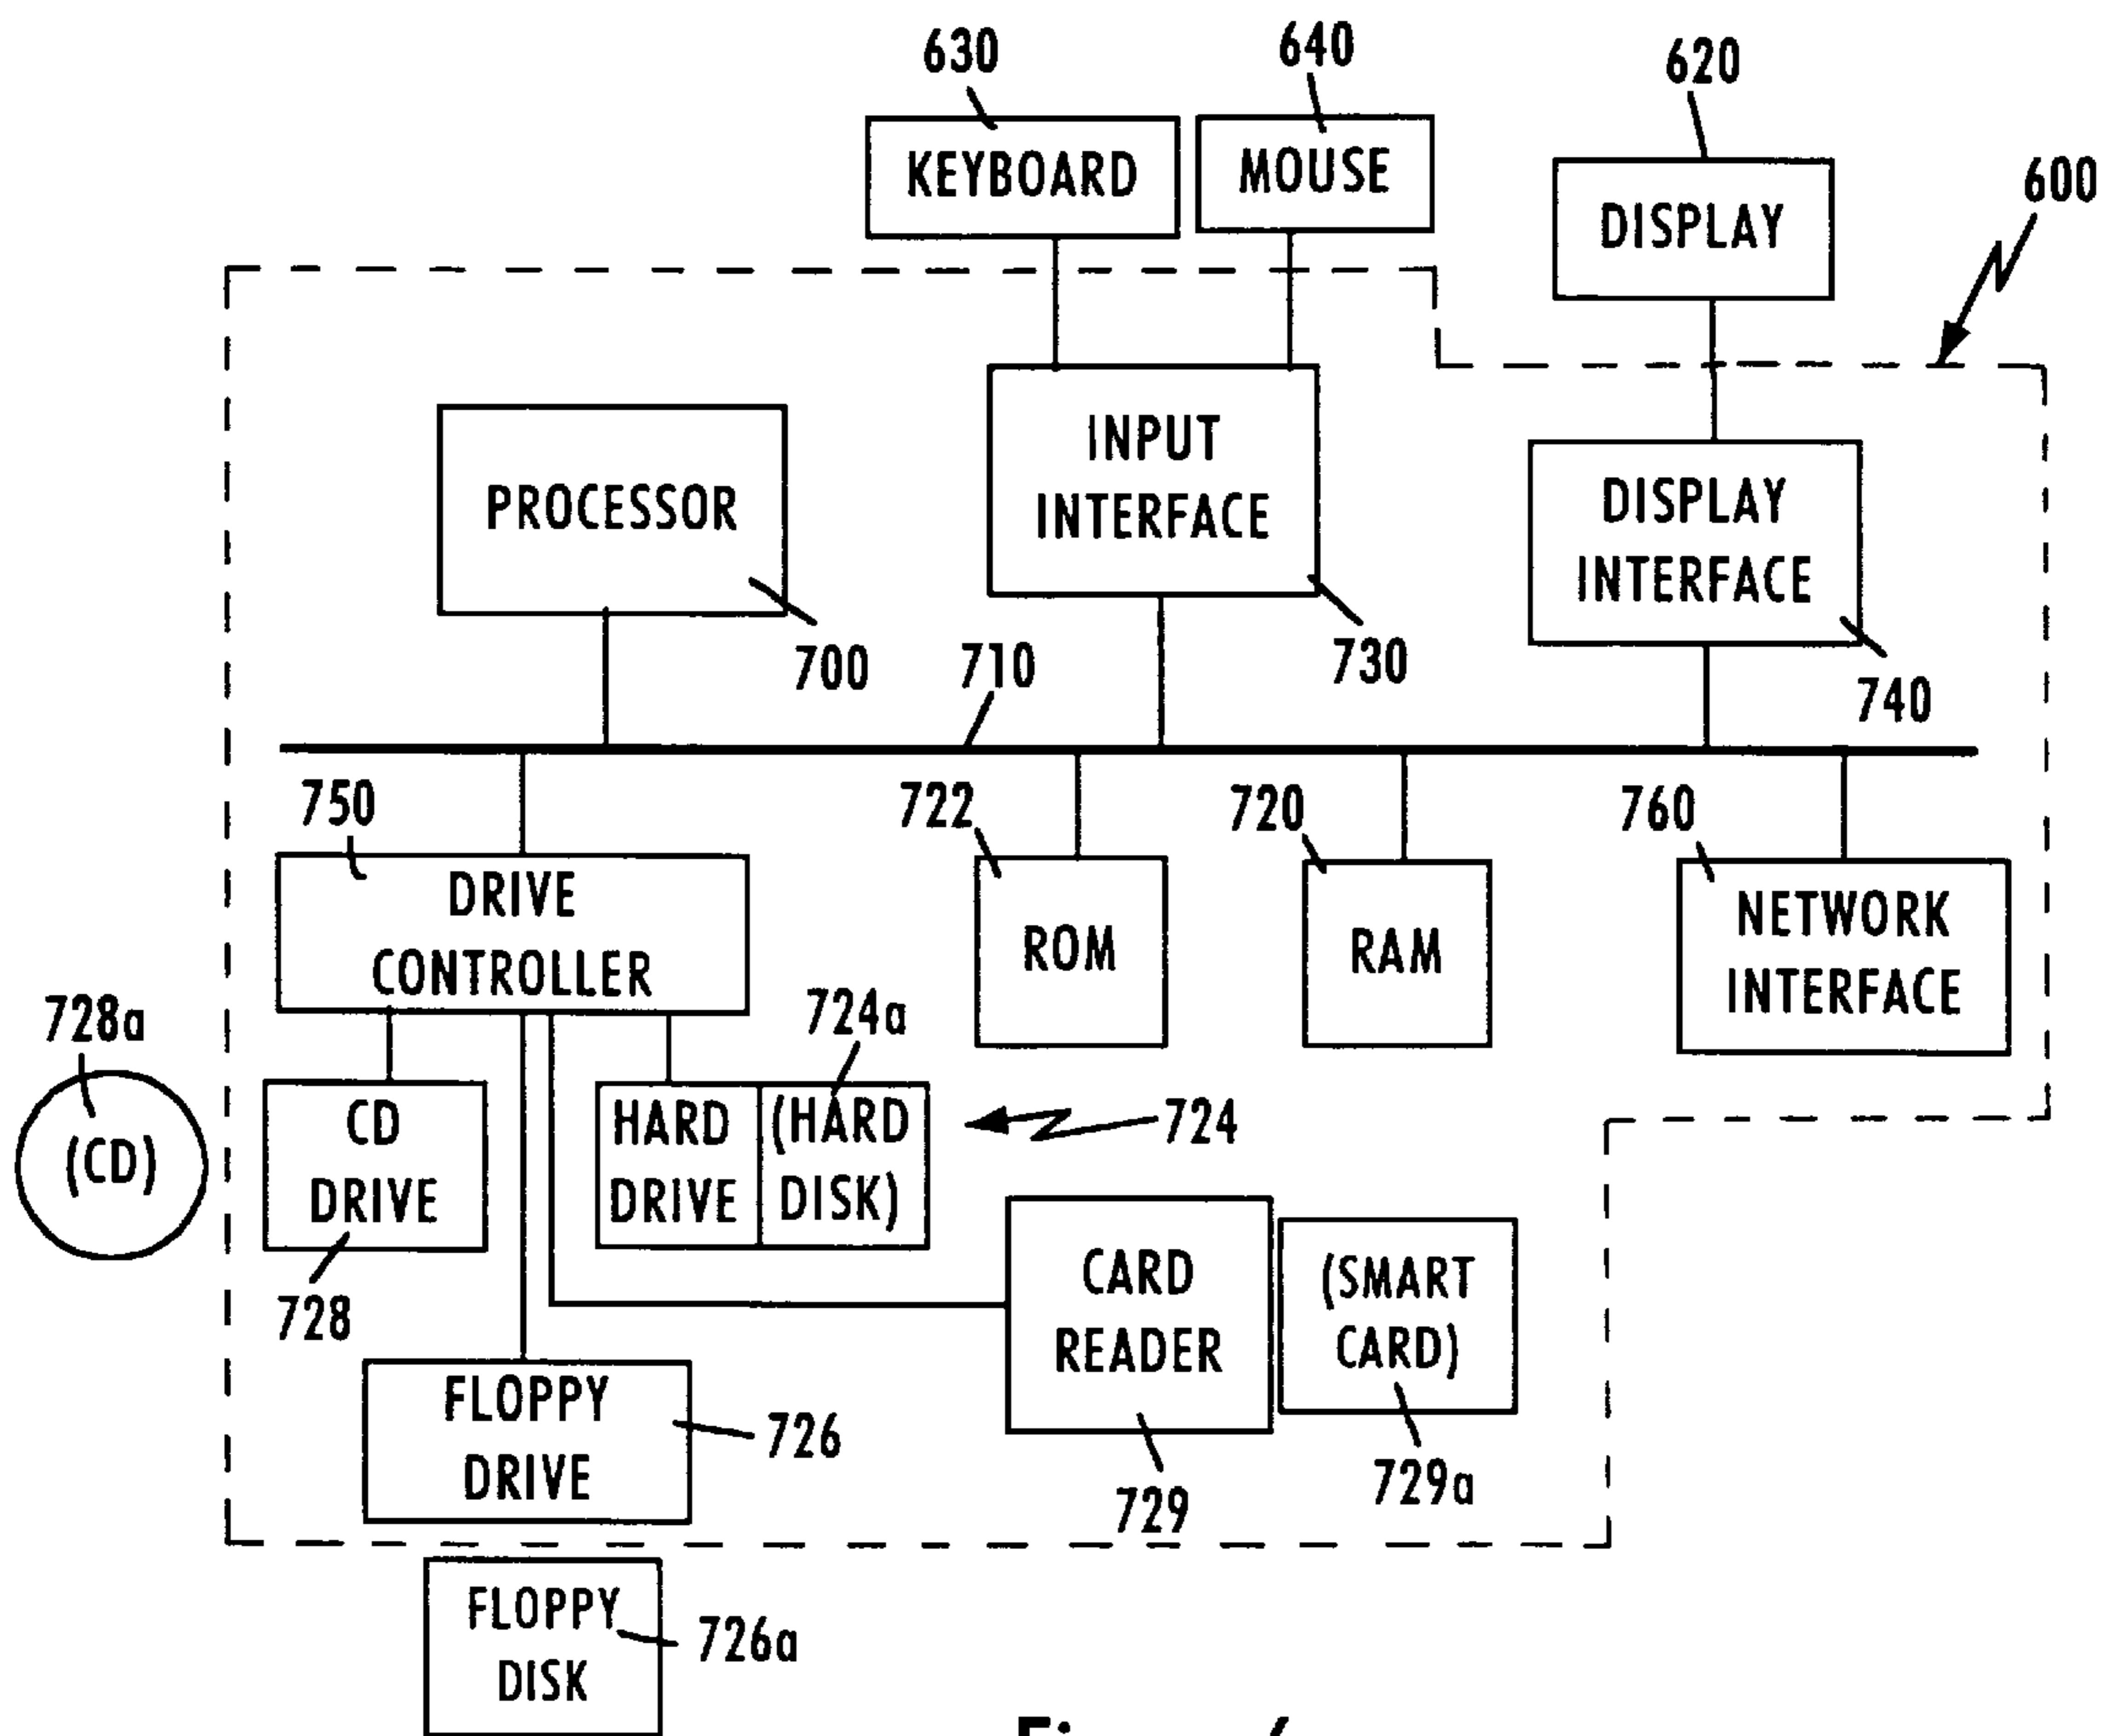 630
640
620
600
KEYBOARD
MOUSE
DISPLAY
PROCESSOR
700
INPUT
INTERFACE
730
DISPLAY
INTERFACE
740
710
750
722
720
760
DRIVE
CONTROLLER
ROM
RAM
NETWORK
INTERFACE
728a
(CD)
724a
CD
DRIVE
728
HARD
DRIVE
(HARD
DISK)
724
CARD
READER
729
(SMART
CARD)
729a
FLOPPY
DRIVE
726
FLOPPY
DISK
726a